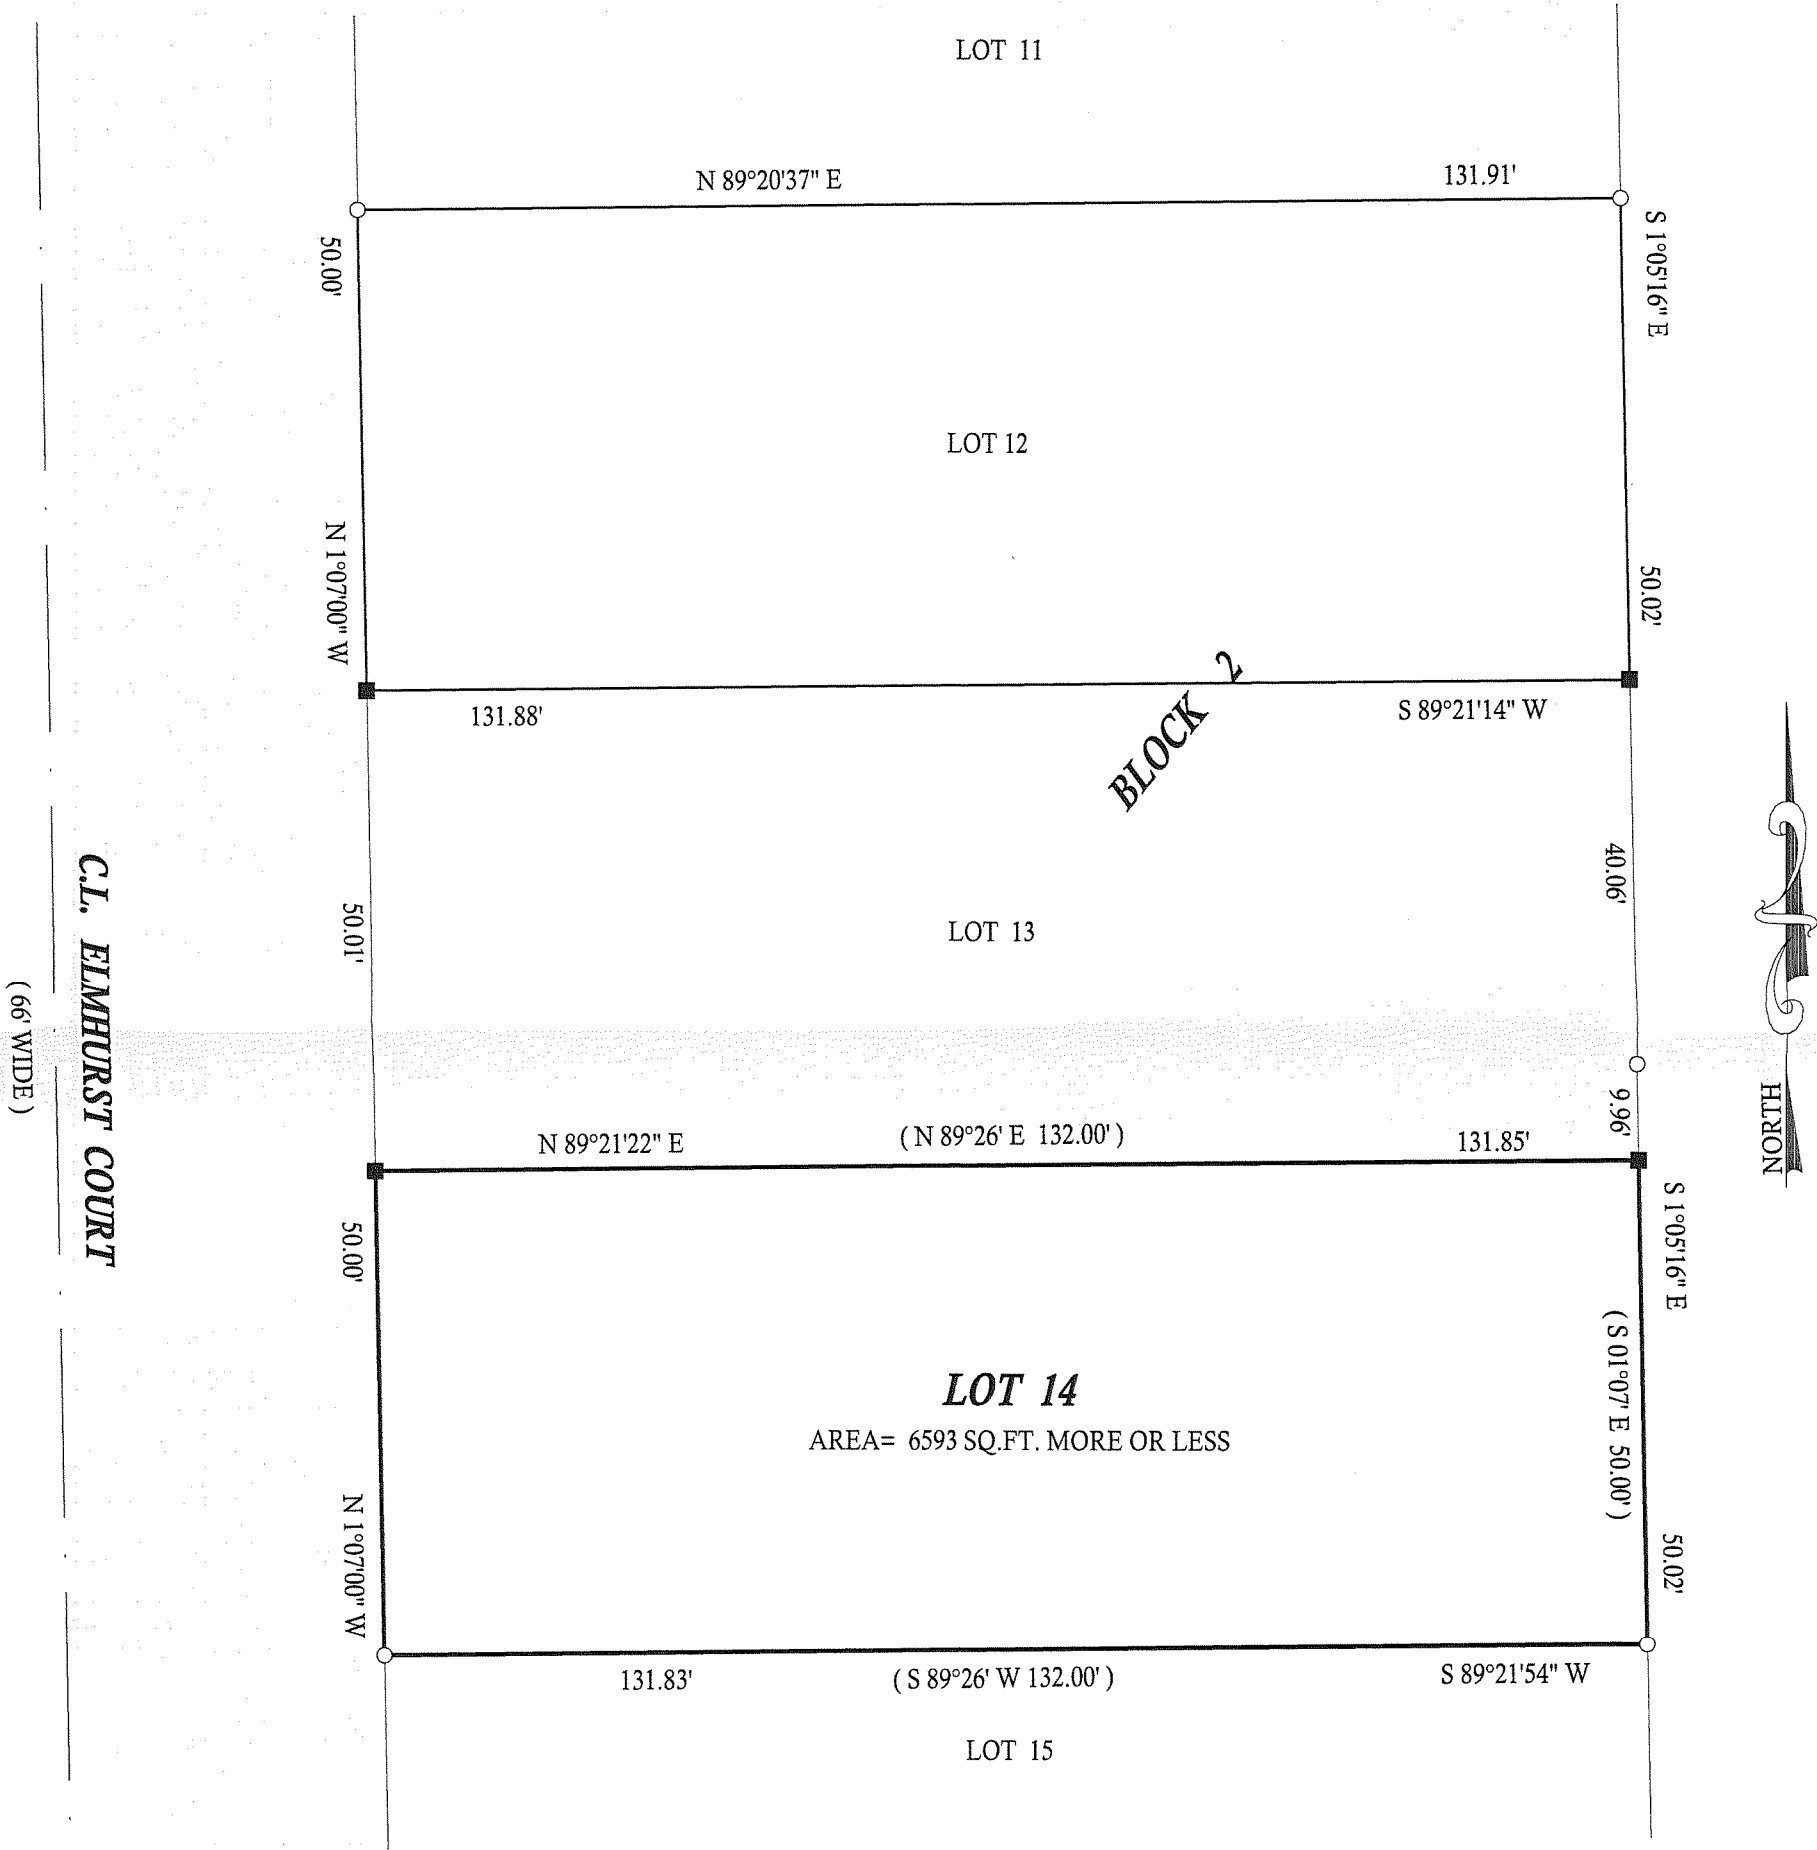 LOT 11
N 89°20'37" E
131.91'
50.00'
S 1°05'16" E
LOT 12
N 1°07'00" W
50.02'
131.88'
BLOCK 2
S 89°21'14" W
40.06'
50.01'
LOT 13
C.L. ELMHURST COURT
( 66' WIDE )
NORTH
9.96'
N 89°21'22" E
( N 89°26' E 132.00' )
131.85'
50.00'
S 1°05'16" E
( S 01°07' E 50.00' )
LOT 14
AREA= 6593 SQ.FT. MORE OR LESS
N 1°07'00" W
50.02'
131.83'
( S 89°26' W 132.00' )
S 89°21'54" W
LOT 15